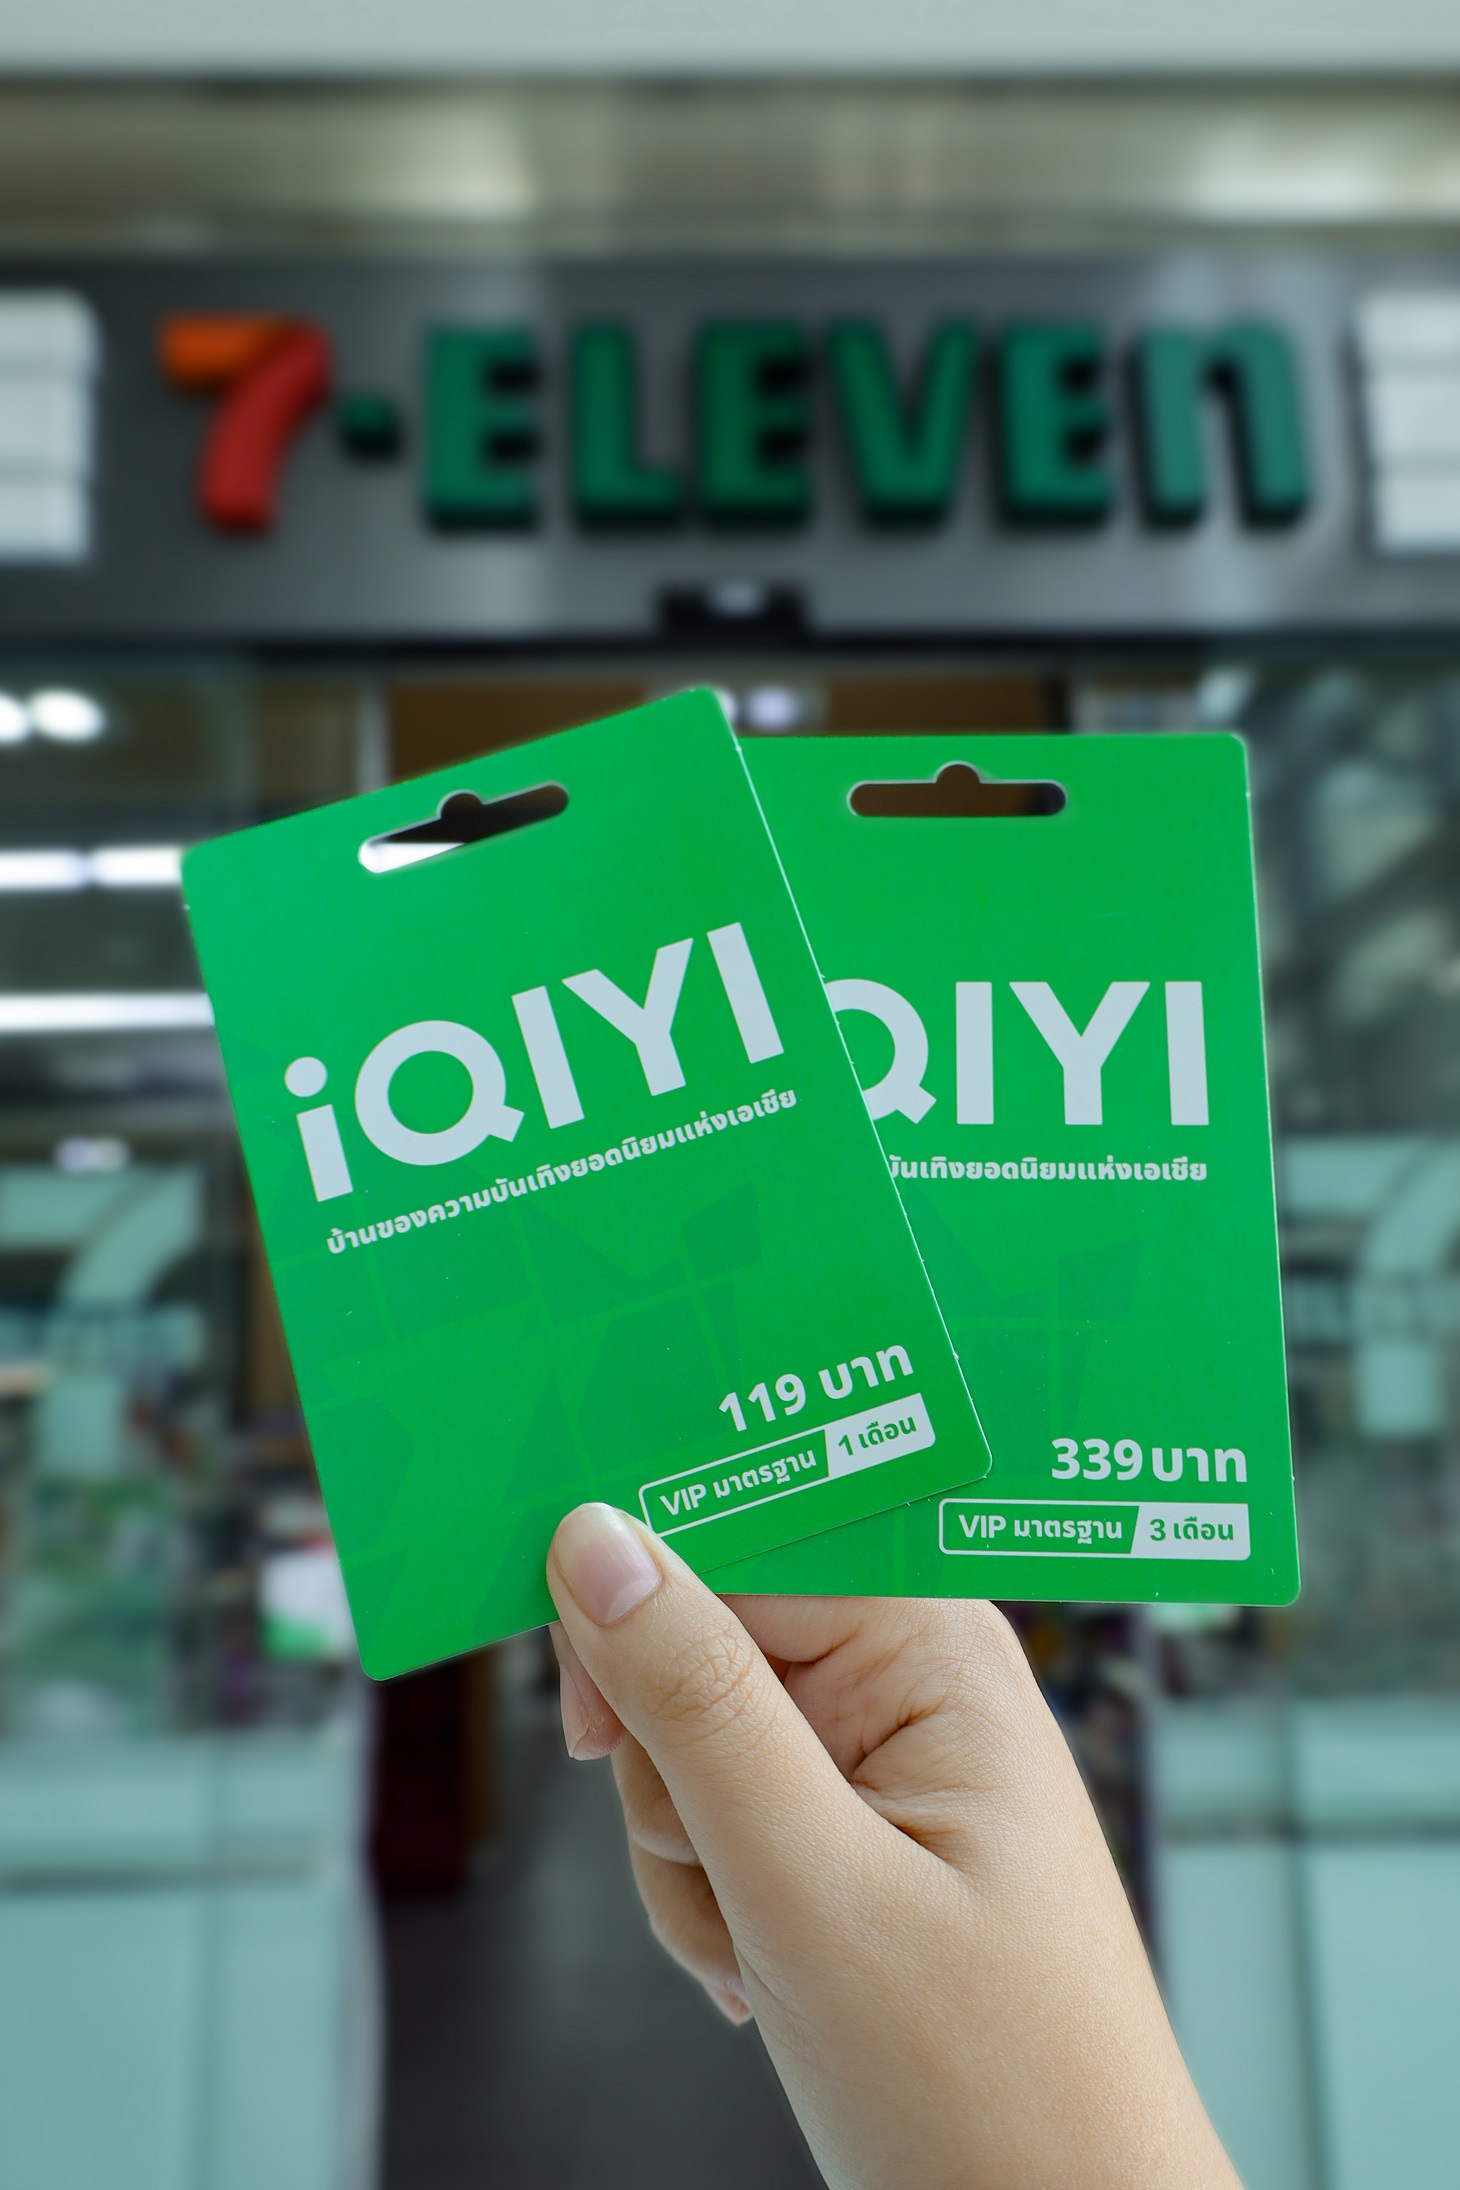 7-ELEVEn
iQIYI
บ้านของความบันเทิงยอดนิยมแห่งเอเชีย
119 บาท
VIP มาตรฐาน 1 เดือน
QIYI
บันเทิงยอดนิยมแห่งเอเชีย
339 บาท
VIP มาตรฐาน 3 เดือน